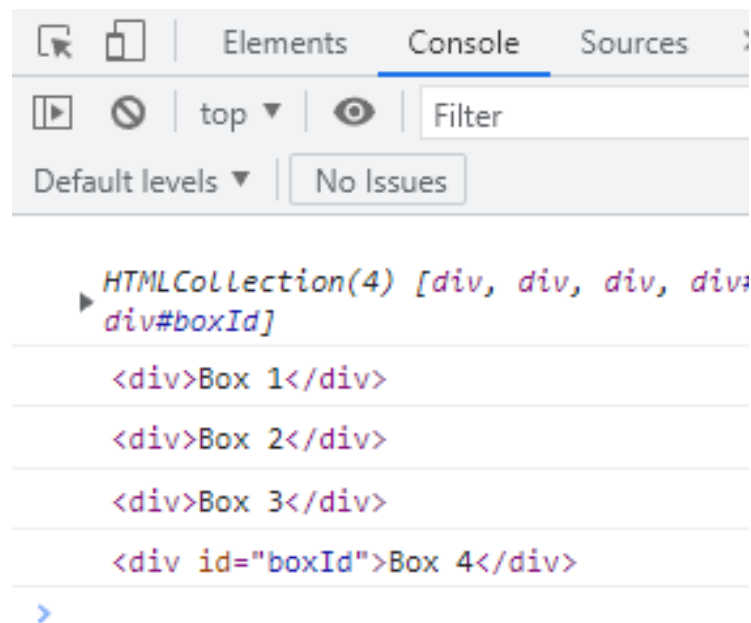 Elements Console Sources
top Filter
Default levels No Issues
HTMLCollection(4) [div, div, div, div#
div#boxId]
<div>Box 1</div>
<div>Box 2</div>
<div>Box 3</div>
<div id="boxId">Box 4</div>